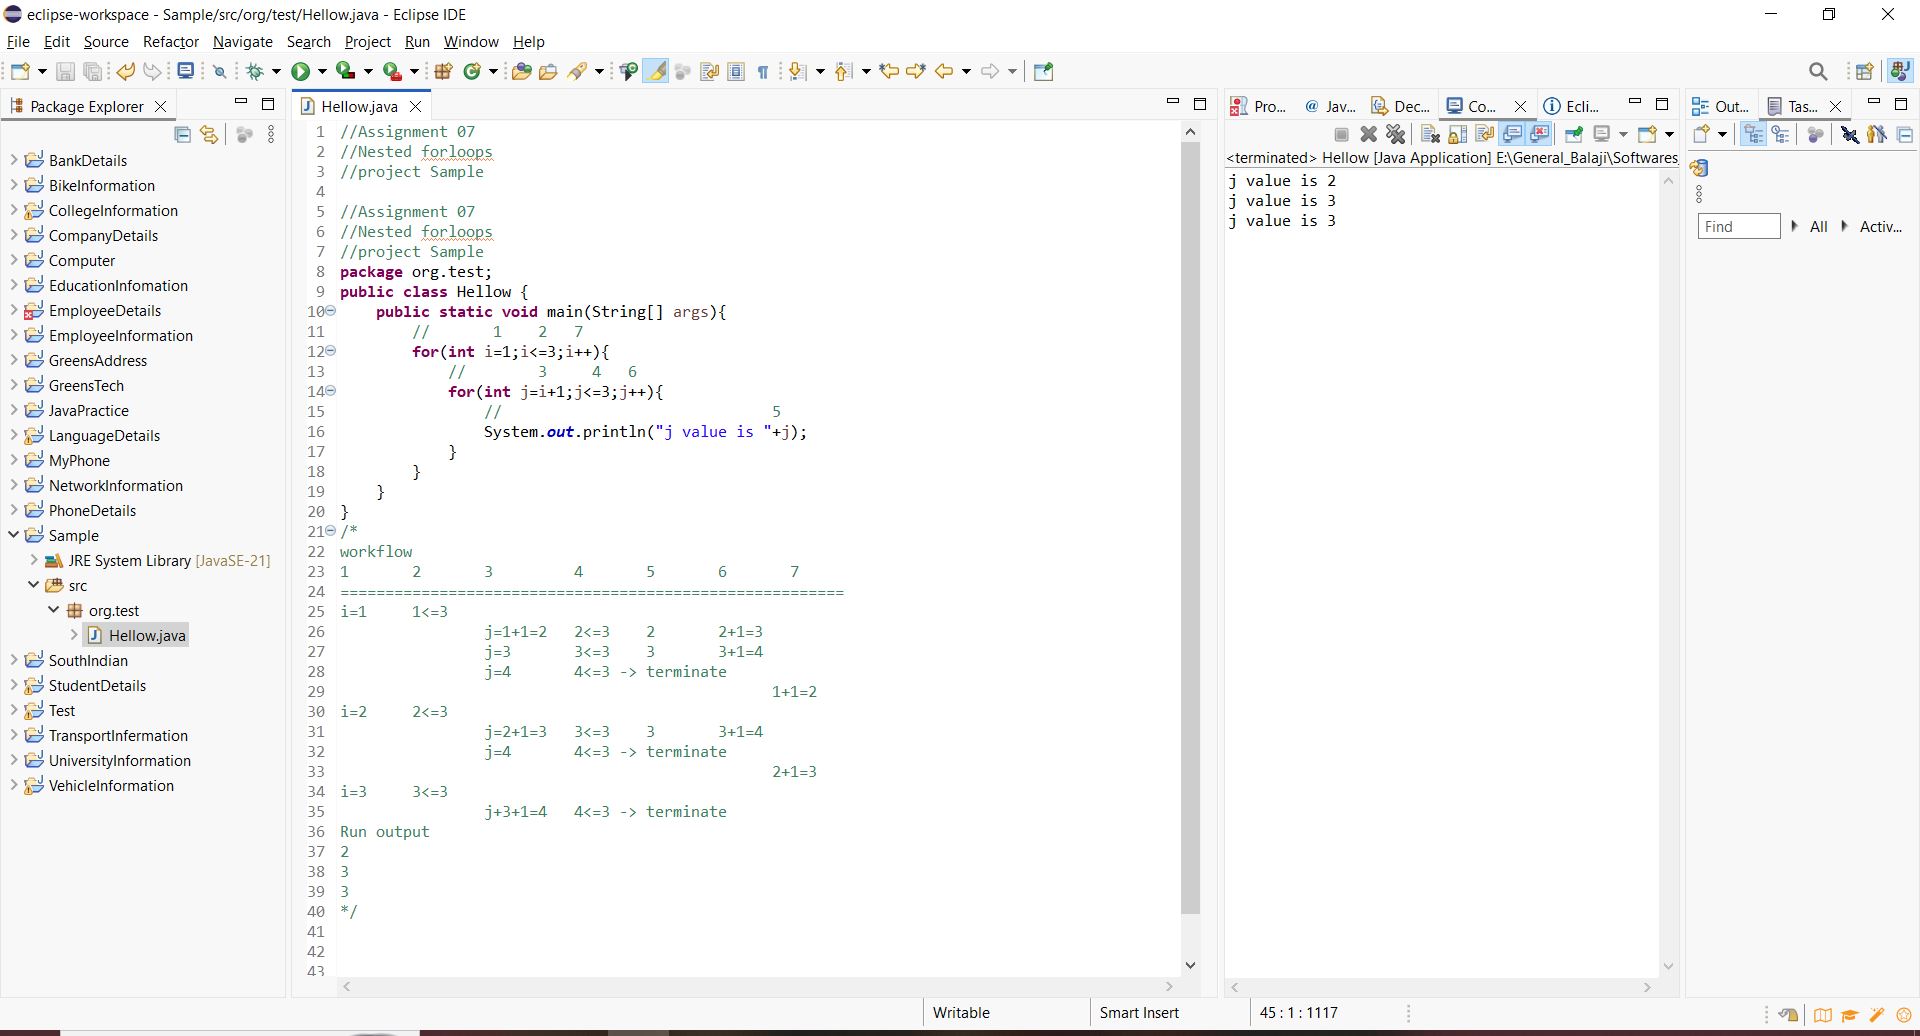 eclipse-workspace - Sample/src/org/test/Hellow.java - Eclipse IDE
File Edit Source Refactor Navigate Search Project Run Window Help
Package Explorer
BankDetails
BikeInformation
CollegeInformation
CompanyDetails
Computer
EducationInfomation
EmployeeDetails
EmployeeInformation
GreensAddress
GreensTech
JavaPractice
LanguageDetails
MyPhone
NetworkInformation
PhoneDetails
Sample
JRE System Library [JavaSE-21]
src
org.test
Hellow.java
SouthIndian
StudentDetails
Test
TransportInfermation
UniversityInformation
VehicleInformation
Hellow.java
1 //Assignment 07
2 //Nested forloops
3 //project Sample
4
5 //Assignment 07
6 //Nested forloops
7 //project Sample
8 package org.test;
9 public class Hellow {
10 public static void main(String[] args){
11 // 1 2 7
12 for(int i=1;i<=3;i++){
13 // 3 4 6
14 for(int j=i+1;j<=3;j++){
15 // 5
16 System.out.println("j value is "+j);
17 }
18 }
19 }
20 }
21 /*
22 workflow
23 1 2 3 4 5 6 7
24 ========================================================
25 i=1 1<=3
26 j=1+1=2 2<=3 2 2+1=3
27 j=3 3<=3 3 3+1=4
28 j=4 4<=3 -> terminate
29 1+1=2
30 i=2 2<=3
31 j=2+1=3 3<=3 3 3+1=4
32 j=4 4<=3 -> terminate
33 2+1=3
34 i=3 3<=3
35 j+3+1=4 4<=3 -> terminate
36 Run output
37 2
38 3
39 3
40 */
41
42
43
Pro... @ Jav... Dec... Co... Ecli...
<terminated> Hellow [Java Application] E:\General_Balaji\Softwares
j value is 2
j value is 3
j value is 3
Out... Tas...
Find All Activ...
Writable Smart Insert 45 : 1 : 1117